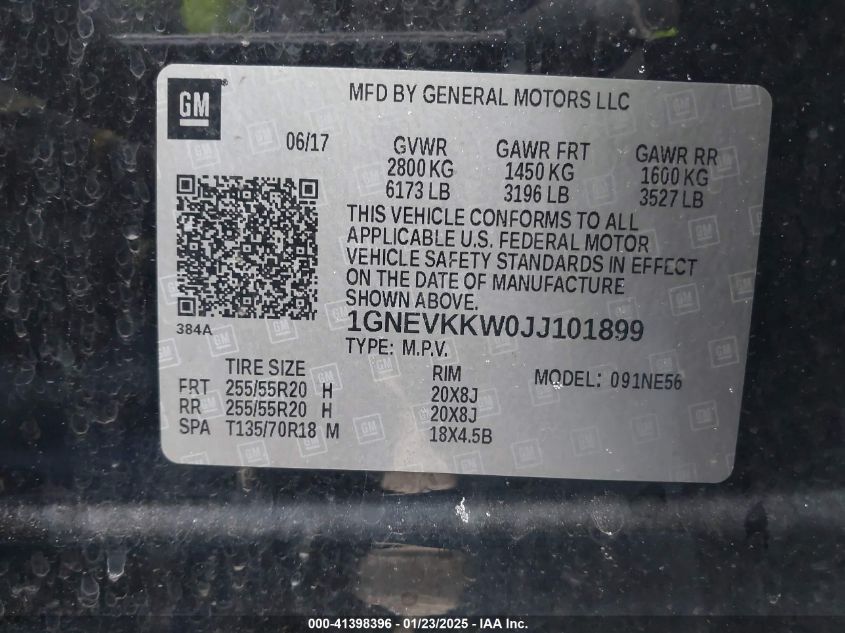 GM ®
MFD BY GENERAL MOTORS LLC
06/17
GVWR GAWR FRT GAWR RR
2800 KG 1450 KG 1600 KG
6173 LB 3196 LB 3527 LB
THIS VEHICLE CONFORMS TO ALL
APPLICABLE U.S. FEDERAL MOTOR
VEHICLE SAFETY STANDARDS IN EFFECT
ON THE DATE OF MANUFACTURE
SHOWN ABOVE.
384A
1GNEVKKW0JJ101899
TYPE: M.P.V.
TIRE SIZE RIM MODEL: 091NE56
FRT 255/55R20 H 20X8J
RR 255/55R20 H 20X8J
SPA T135/70R18 M 18X4.5B
000-41398396 — 01/23/2025 - IAA Inc.